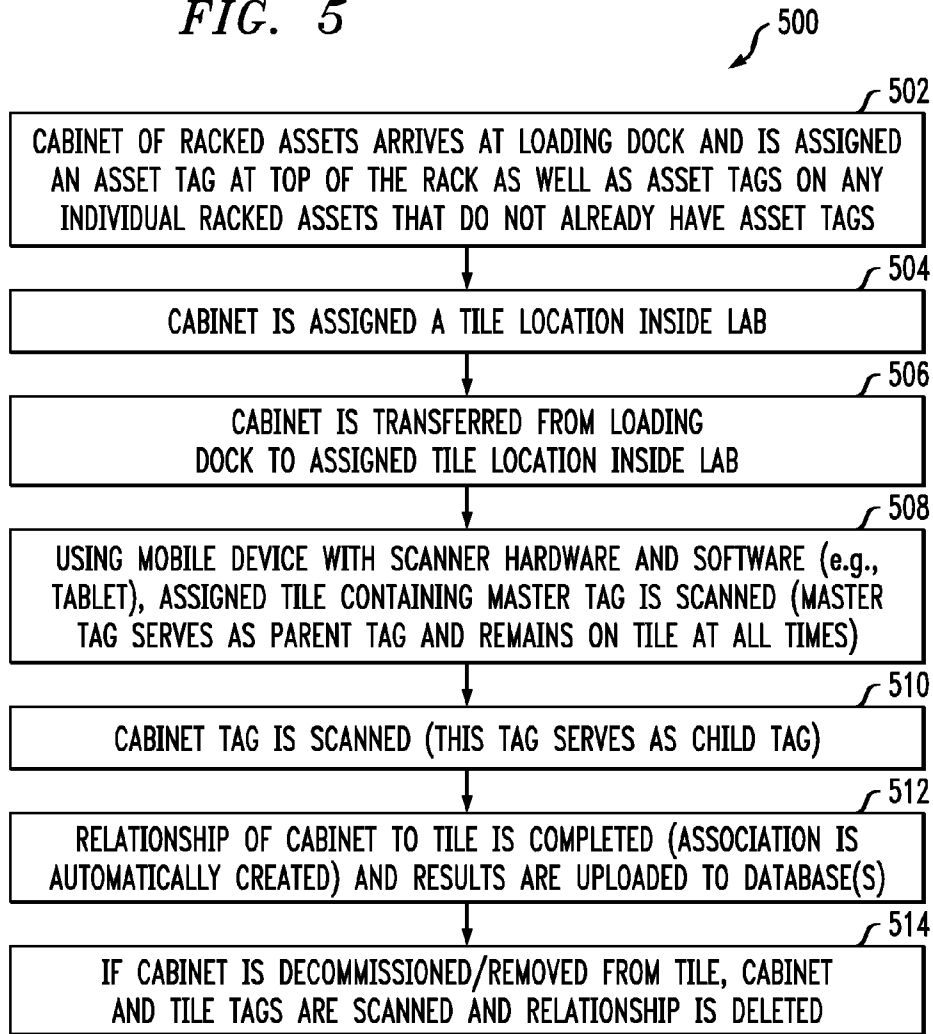 FIG. 5
500
502
CABINET OF RACKED ASSETS ARRIVES AT LOADING DOCK AND IS ASSIGNED
AN ASSET TAG AT TOP OF THE RACK AS WELL AS ASSET TAGS ON ANY
INDIVIDUAL RACKED ASSETS THAT DO NOT ALREADY HAVE ASSET TAGS
504
CABINET IS ASSIGNED A TILE LOCATION INSIDE LAB
506
CABINET IS TRANSFERRED FROM LOADING
DOCK TO ASSIGNED TILE LOCATION INSIDE LAB
508
USING MOBILE DEVICE WITH SCANNER HARDWARE AND SOFTWARE (e.g.,
TABLET), ASSIGNED TILE CONTAINING MASTER TAG IS SCANNED (MASTER
TAG SERVES AS PARENT TAG AND REMAINS ON TILE AT ALL TIMES)
510
CABINET TAG IS SCANNED (THIS TAG SERVES AS CHILD TAG)
512
RELATIONSHIP OF CABINET TO TILE IS COMPLETED (ASSOCIATION IS
AUTOMATICALLY CREATED) AND RESULTS ARE UPLOADED TO DATABASE(S)
514
IF CABINET IS DECOMMISSIONED/REMOVED FROM TILE, CABINET
AND TILE TAGS ARE SCANNED AND RELATIONSHIP IS DELETED